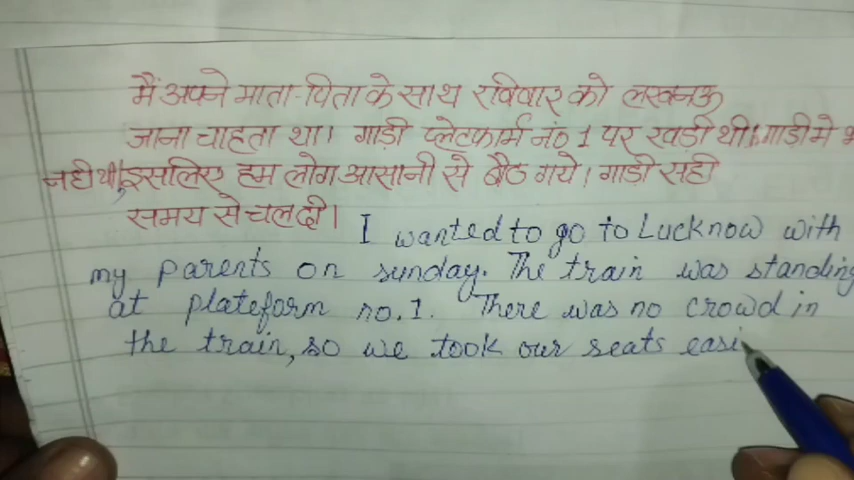 मैं अपने माता-पिता के साथ रविवार को लखनऊ
जाना चाहता था। गाड़ी प्लेटफार्म नं० 1 पर खड़ी थी। गाड़ी मे
नही थी, इसलिए हम लोग आसानी से बैठ गये। गाड़ी सही
समय से चल दी।
I wanted to go to Lucknow with
my parents on sunday. The train was standing
at plateform no. 1. There was no crowd in
the train, so we took our seats easi